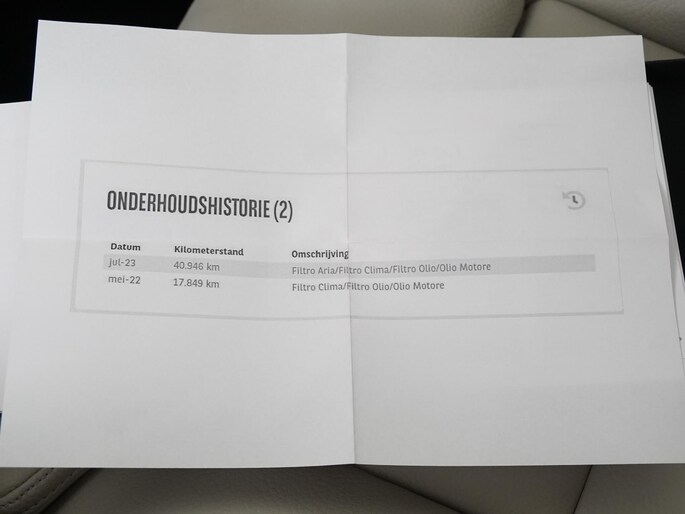 ONDERHOUDSHISTORIE (2)
Datum Kilometerstand Omschrijving
jul-23 40.946 km Filtro Aria/Filtro Clima/Filtro Olio/Olio Motore
mei-22 17.849 km Filtro Clima/Filtro Olio/Olio Motore